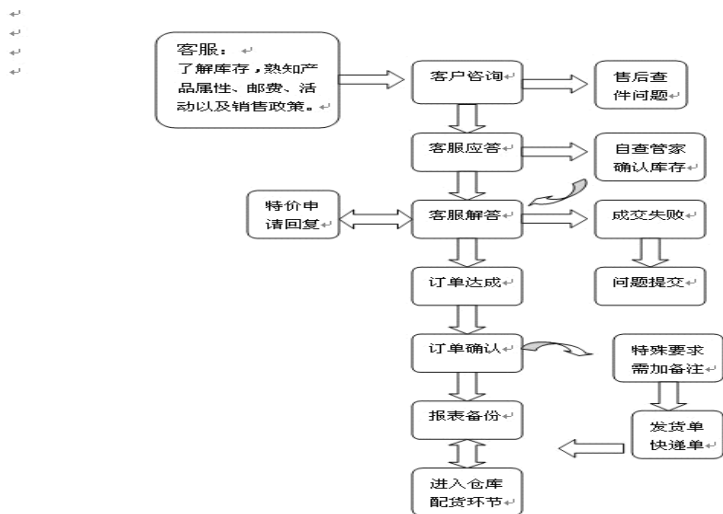 客服：
了解库存，熟知产
品属性、邮费、活
动以及销售政策。
客户咨询
售后查
件问题
客服应答
自查管家
确认库存
特价申
请回复
客服解答
成交失败
订单达成
问题提交
订单确认
特殊要求
需加备注
报表备份
发货单
快递单
进入仓库
配货环节